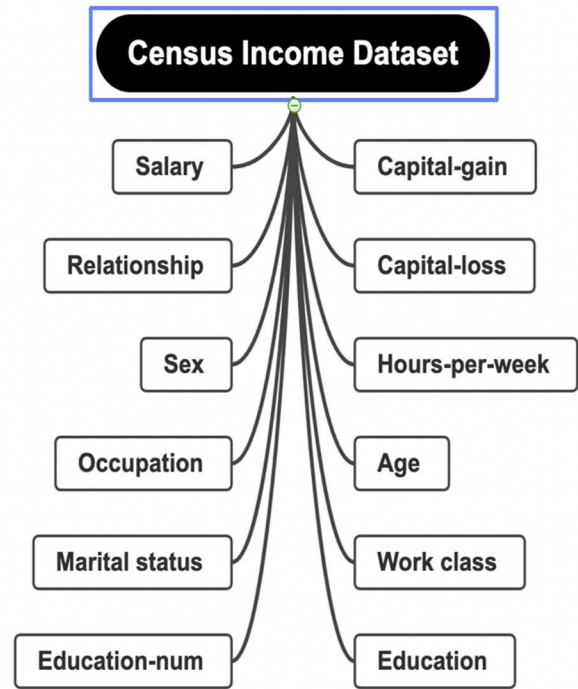 Census Income Dataset
Salary
Capital-gain
Relationship
Capital-loss
Sex
Hours-per-week
Occupation
Age
Marital status
Work class
Education-num
Education